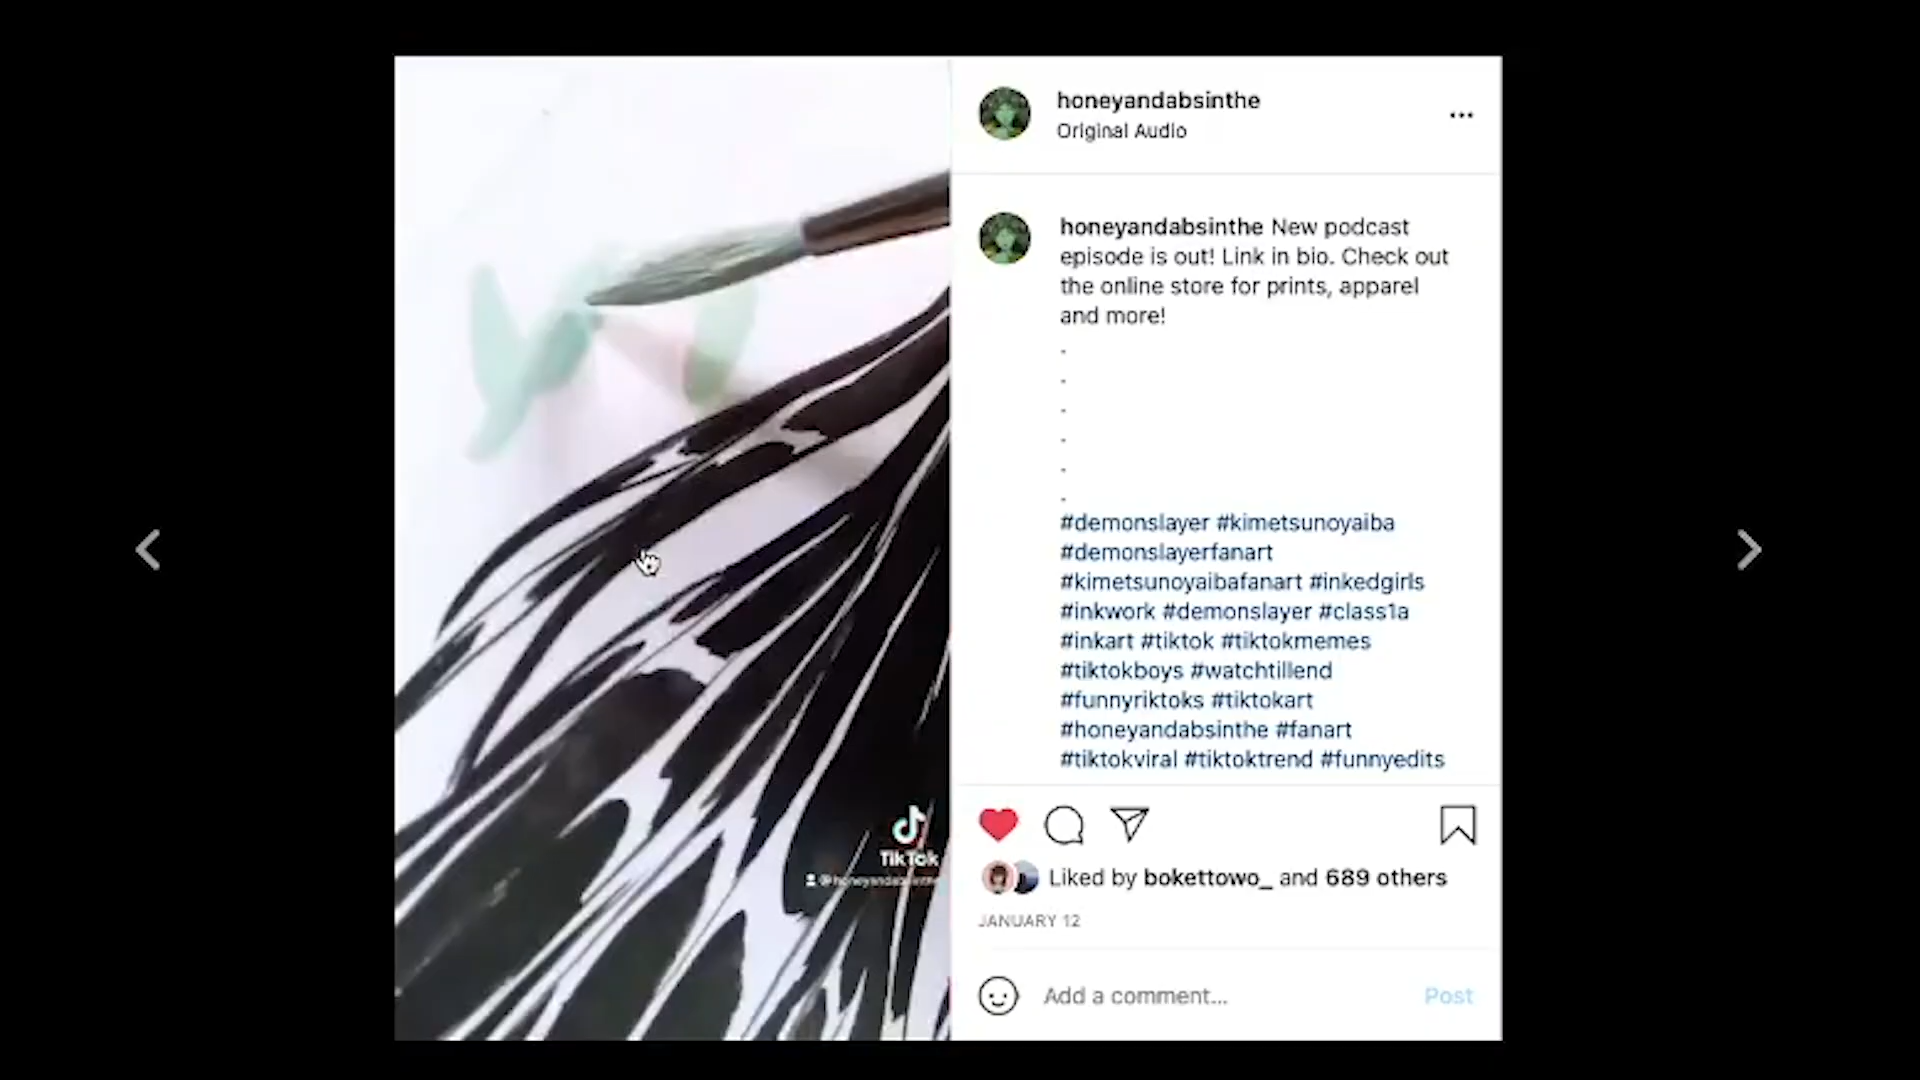 honeyandabsinthe
Original Audio
honeyandabsinthe New podcast
episode is out! Link in bio. Check out
the online store for prints, apparel
and more!
.
.
.
.
.
.
#demonslayer #kimetsunoyaiba
#demonslayerfanart
#kimetsunoyaibafanart #inkedgirls
#inkwork #demonslayer #class1a
#inkart #tiktok #tiktokmemes
#tiktokboys #watchtillend
#funnyriktoks #tiktokart
#honeyandabsinthe #fanart
#tiktokviral #tiktoktrend #funnyedits
TikTok
@honeyandabsinthe
Liked by bokettowo_ and 689 others
JANUARY 12
Add a comment...
Post